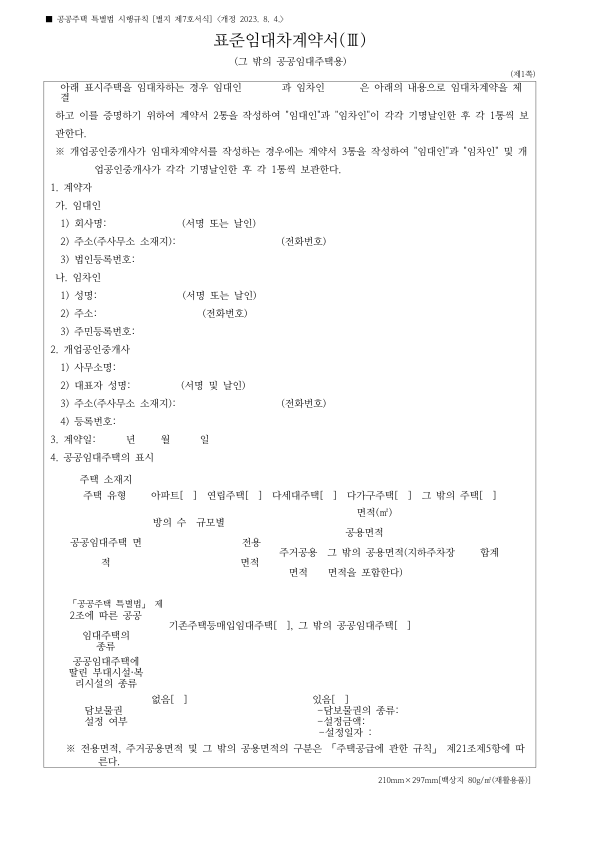 ■ 공공주택 특별법 시행규칙 [별지 제7호서식] <개정 2023. 8. 4.>
표준임대차계약서(Ⅲ)
(그 밖의 공공임대주택용)
(제1쪽)
아래 표시주택을 임대차하는 경우 임대인 과 임차인 은 아래의 내용으로 임대차계약을 체
결
하고 이를 증명하기 위하여 계약서 2통을 작성하여 "임대인"과 "임차인"이 각각 기명날인한 후 각 1통씩 보
관한다.
※ 개업공인중개사가 임대차계약서를 작성하는 경우에는 계약서 3통을 작성하여 "임대인"과 "임차인" 및 개
업공인중개사가 각각 기명날인한 후 각 1통씩 보관한다.
1. 계약자
가. 임대인
1) 회사명: (서명 또는 날인)
2) 주소(주사무소 소재지): (전화번호)
3) 법인등록번호:
나. 임차인
1) 성명: (서명 또는 날인)
2) 주소: (전화번호)
3) 주민등록번호:
2. 개업공인중개사
1) 사무소명:
2) 대표자 성명: (서명 및 날인)
3) 주소(주사무소 소재지): (전화번호)
4) 등록번호:
3. 계약일: 년 월 일
4. 공공임대주택의 표시
주택 소재지
주택 유형 아파트[ ] 연립주택[ ] 다세대주택[ ] 다가구주택[ ] 그 밖의 주택[ ]
면적(㎡)
방의 수 규모별
공용면적
공공임대주택 면 전용
주거공용 그 밖의 공용면적(지하주차장 합계
적 면적
면적 면적을 포함한다)
「공공주택 특별법」 제
2조에 따른 공공
기존주택등매입임대주택[ ], 그 밖의 공공임대주택[ ]
임대주택의
종류
공공임대주택에
딸린 부대시설·복
리시설의 종류
없음[ ] 있음[ ]
담보물권 -담보물권의 종류:
설정 여부 -설정금액:
-설정일자 :
※ 전용면적, 주거공용면적 및 그 밖의 공용면적의 구분은 「주택공급에 관한 규칙」 제21조제5항에 따
른다.
210mm×297mm[백상지 80g/㎡(재활용품)]